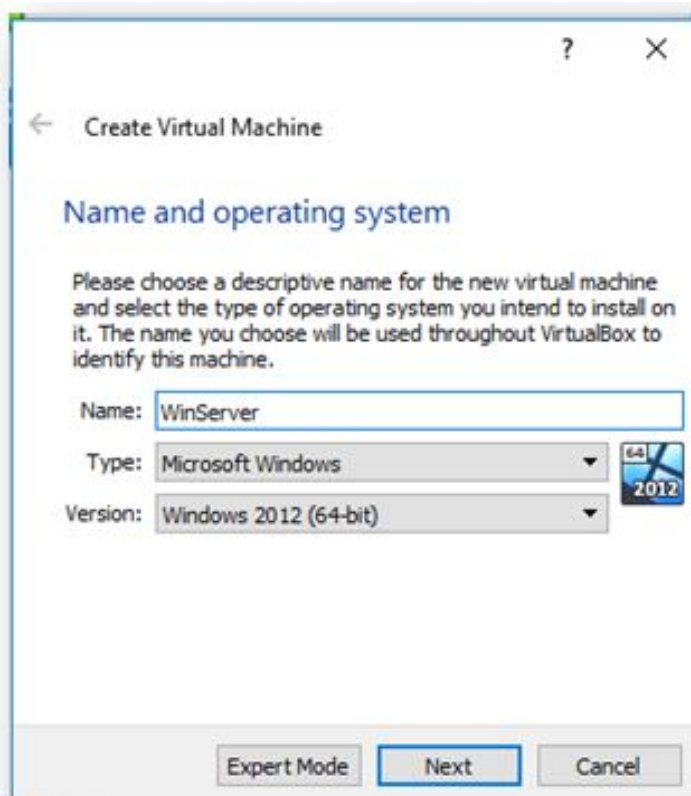 ?
Create Virtual Machine
Name and operating system
Please choose a descriptive name for the new virtual machine
and select the type of operating system you intend to install on
it. The name you choose will be used throughout VirtualBox to
identify this machine.
Name: WinServer
Type: Microsoft Windows
64
2012
Version: Windows 2012 (64-bit)
Expert Mode Next Cancel